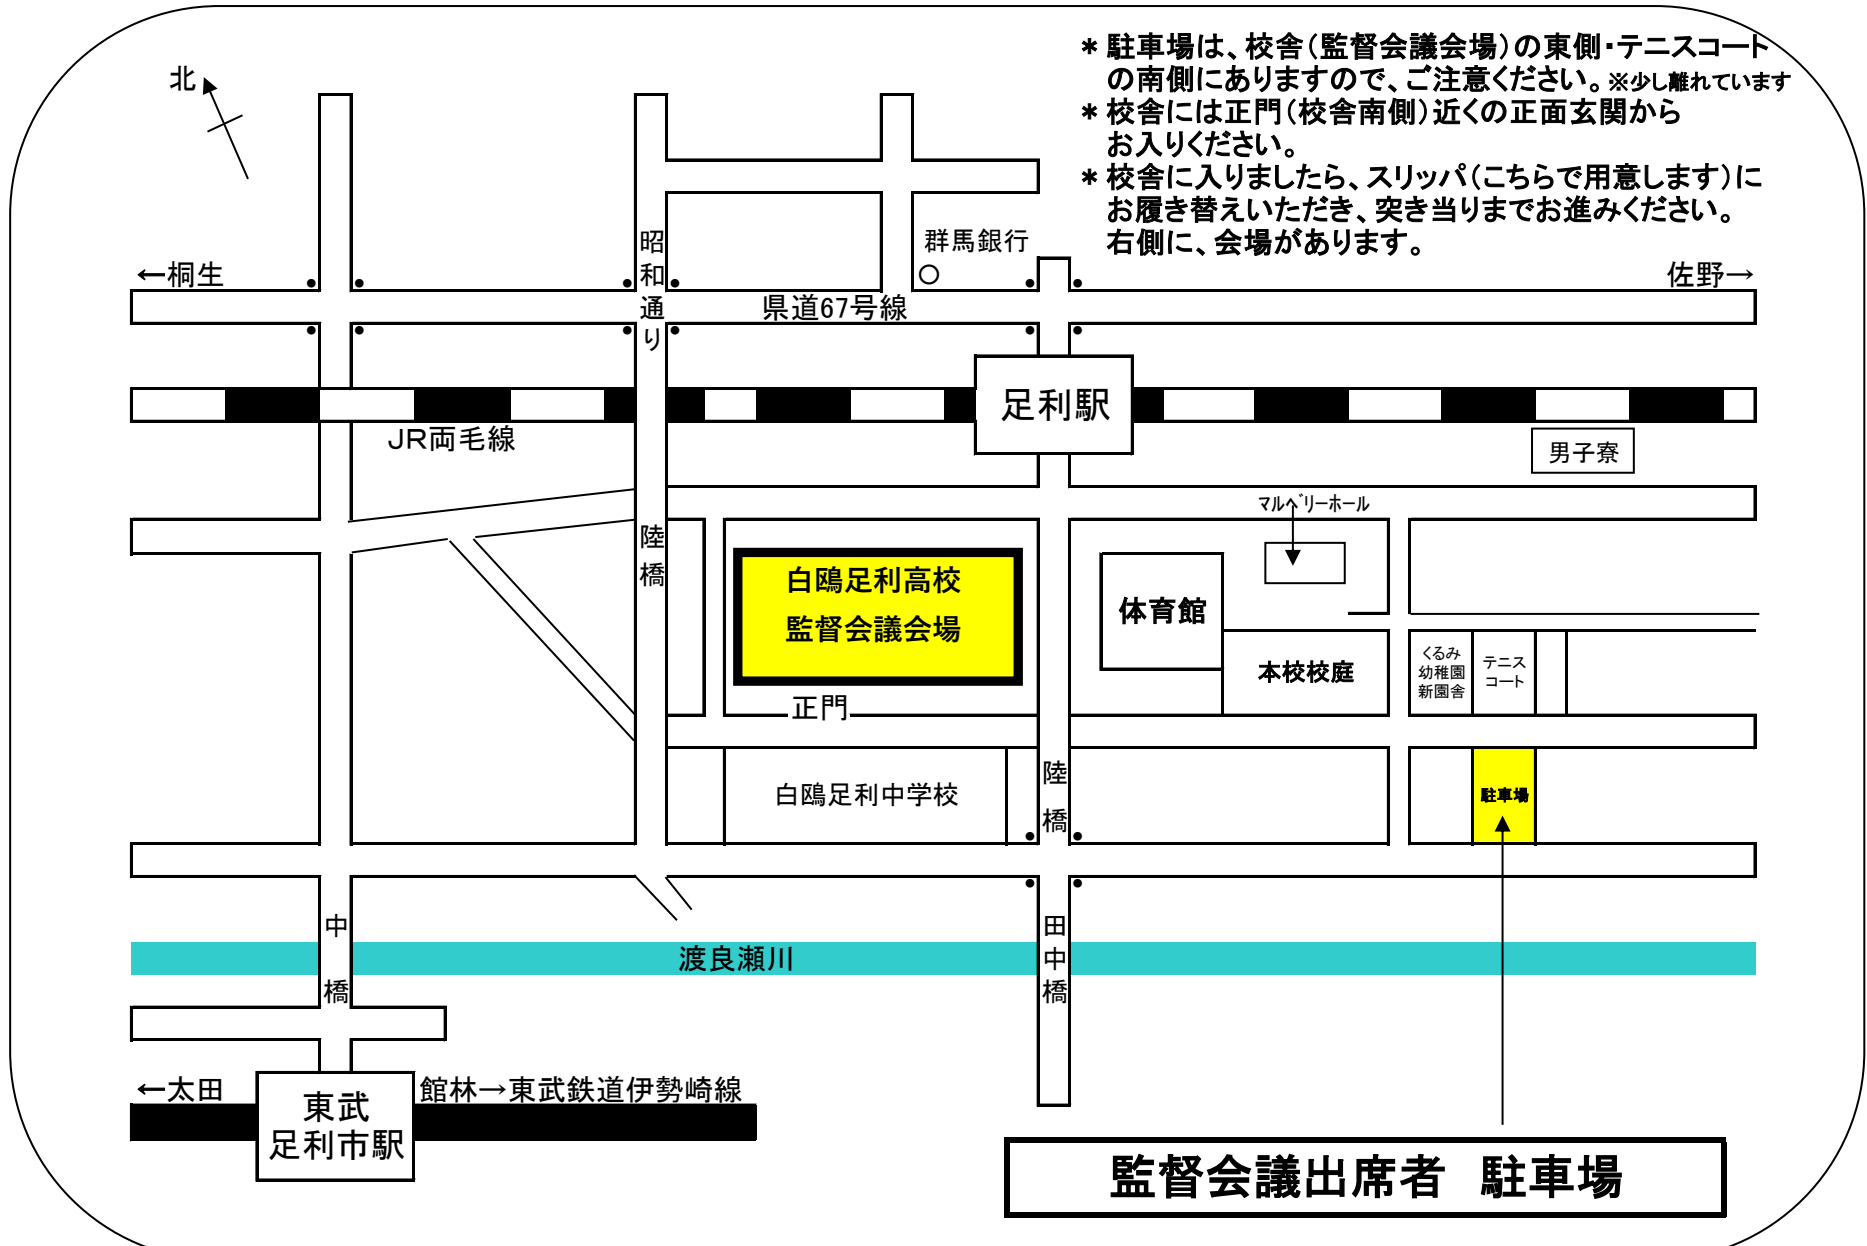 ＊駐車場は、校舎（監督会議会場）の東側・テニスコート
の南側にありますので、ご注意ください。※少し離れています
＊校舎には正門（校舎南側）近くの正面玄関から
お入りください。
＊校舎に入りましたら、スリッパ（こちらで用意します）に
お履き替えいただき、突き当りまでお進みください。
右側に、会場があります。
北
昭和通り
群馬銀行
←桐生
佐野→
県道67号線
足利駅
JR両毛線
男子寮
マルベリーホール
陸橋
白鴎足利高校
監督会議会場
体育館
本校校庭
くるみ
幼稚園
新園舎
テニス
コート
正門
白鴎足利中学校
陸橋
駐車場
中橋
田中橋
渡良瀬川
←太田
館林→東武鉄道伊勢崎線
東武
足利市駅
監督会議出席者　駐車場